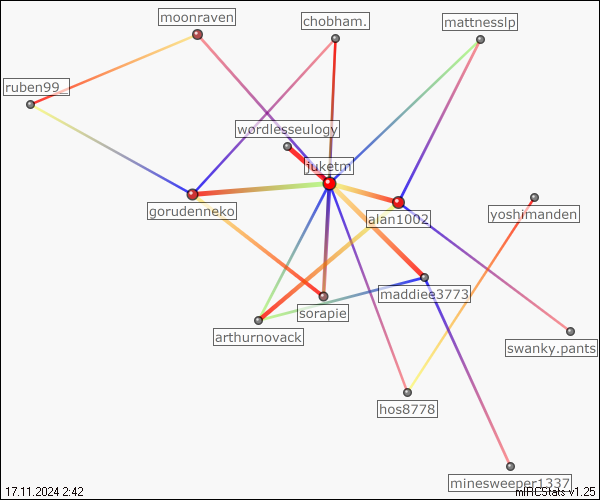 moonraven
chobham.
mattnesslp
ruben99_
wordlesseulogy
juketm
gorudenneko
alan1002
yoshimanden
maddiee3773
sorapie
arthurnovack
swanky.pants
hos8778
minesweeper1337
17.11.2024 2:42
mIRCStats v1.25